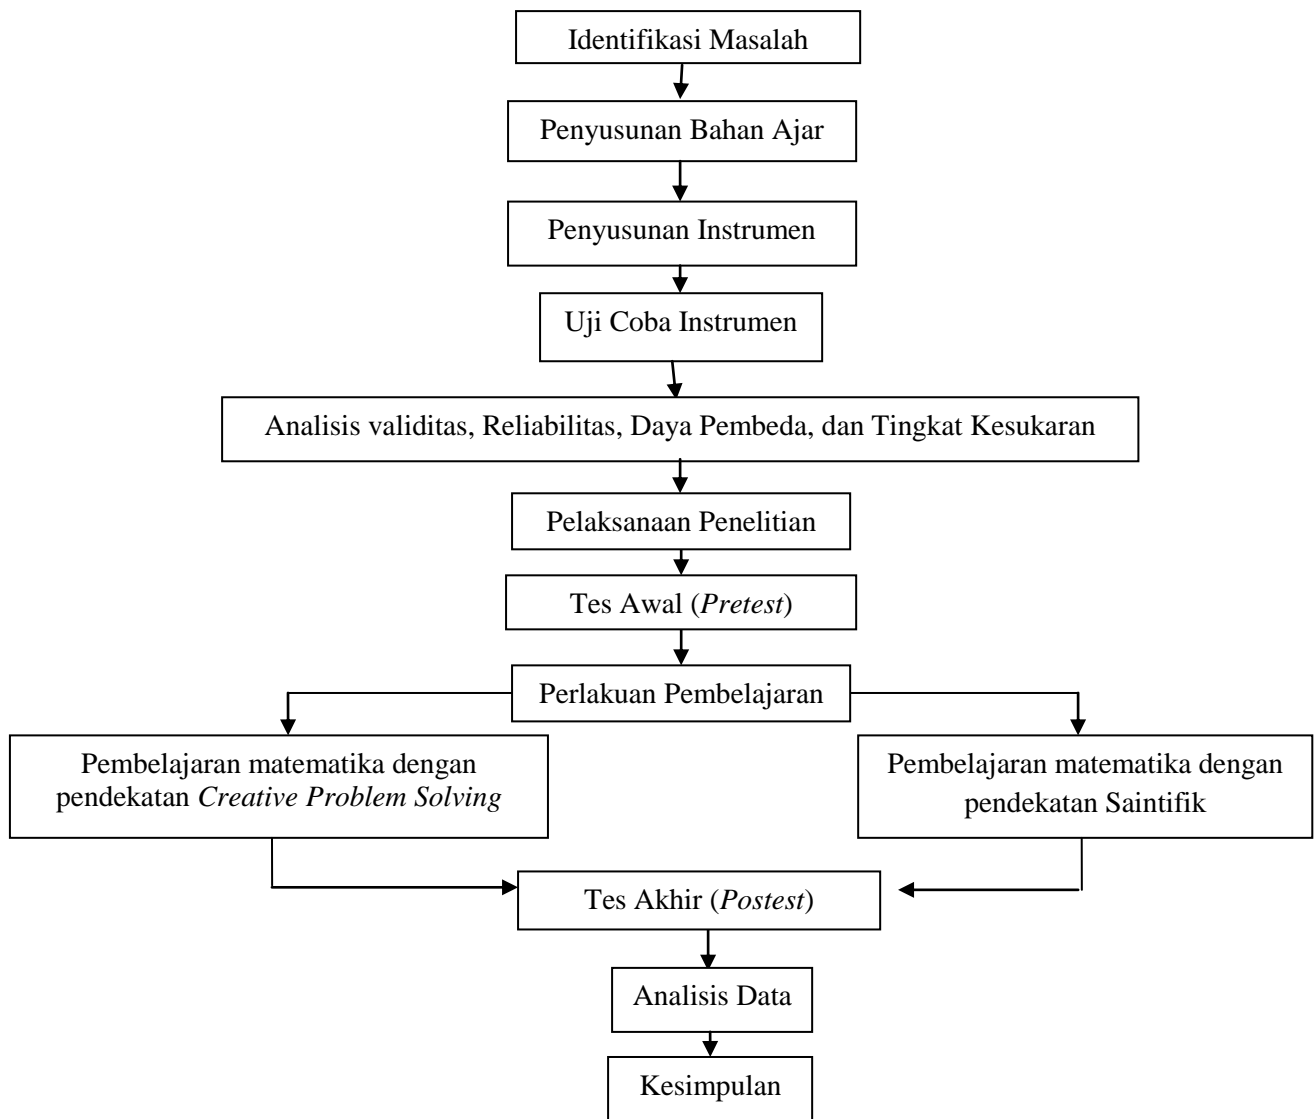 Identifikasi Masalah
Penyusunan Bahan Ajar
Penyusunan Instrumen
Uji Coba Instrumen
Analisis validitas, Reliabilitas, Daya Pembeda, dan Tingkat Kesukaran
Pelaksanaan Penelitian
Tes Awal (Pretest)
Perlakuan Pembelajaran
Pembelajaran matematika dengan
pendekatan Creative Problem Solving
Pembelajaran matematika dengan
pendekatan Saintifik
Tes Akhir (Postest)
Analisis Data
Kesimpulan